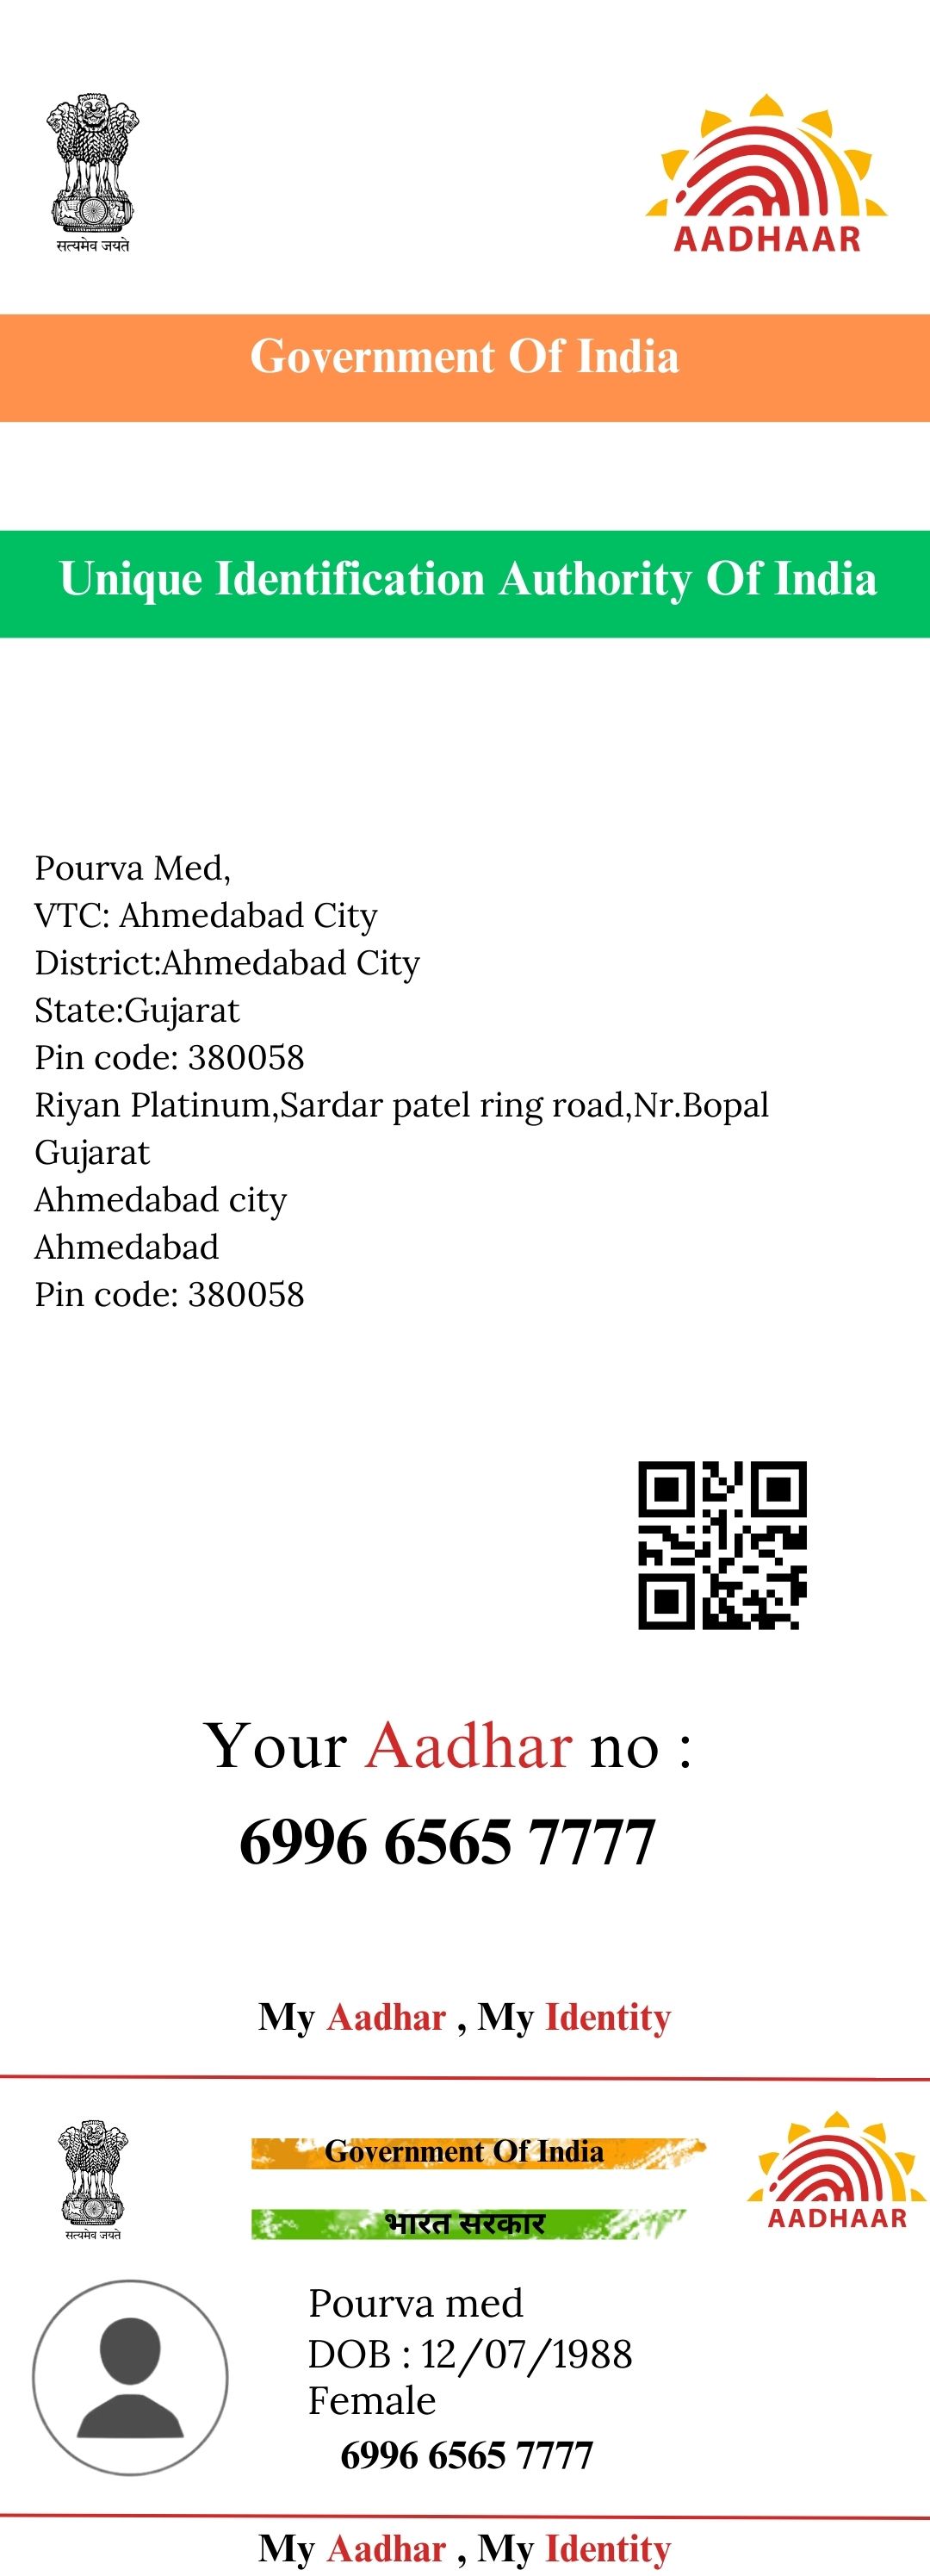 सत्यमेव जयते
AADHAAR
Government Of India
Unique Identification Authority Of India
Pourva Med,
VTC: Ahmedabad City
District:Ahmedabad City
State:Gujarat
Pin code: 380058
Riyan Platinum,Sardar patel ring road,Nr.Bopal
Gujarat
Ahmedabad city
Ahmedabad
Pin code: 380058
Your Aadhar no :
6996 6565 7777
My Aadhar , My Identity
Government Of India
सत्यमेव जयते
AADHAAR
भारत सरकार
Pourva med
DOB : 12/07/1988
Female
6996 6565 7777
My Aadhar , My Identity